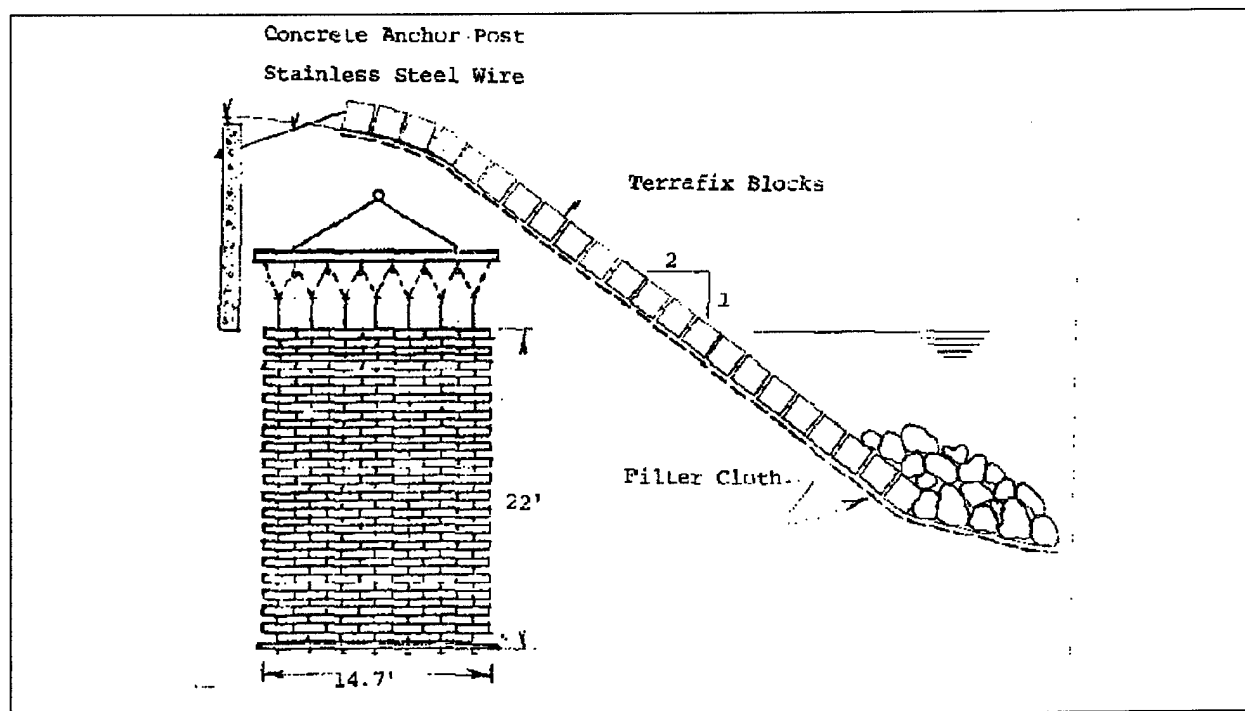 Concrete Anchor Post
Stainless Steel Wire
Terrafix Blocks
2
1
Filter Cloth
22'
14.7'